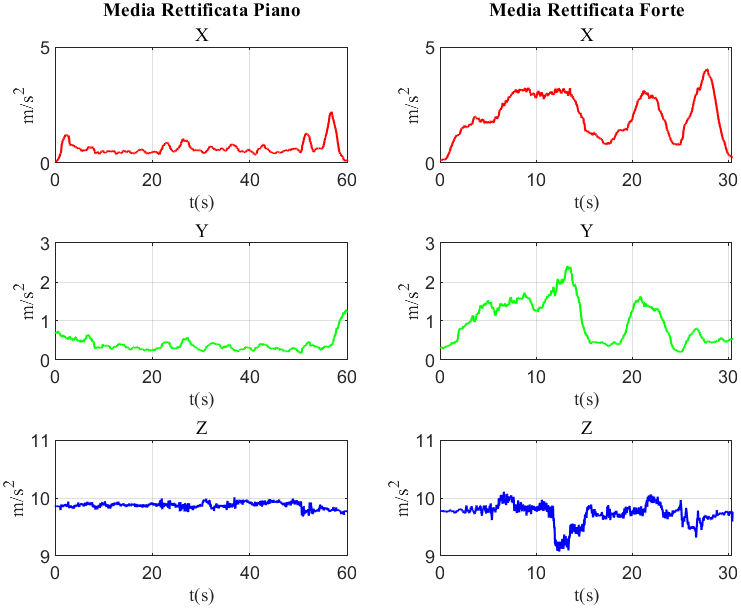 Media Rettificata Piano
Media Rettificata Forte
X
5
0
m/s²
0 20 40 60
t(s)
X
5
0
m/s²
0 10 20 30
t(s)
Y
3
2
1
0
m/s²
0 20 40 60
t(s)
Y
3
2
1
0
m/s²
0 10 20 30
t(s)
Z
11
10
9
m/s²
0 20 40 60
t(s)
Z
11
10
9
m/s²
0 10 20 30
t(s)